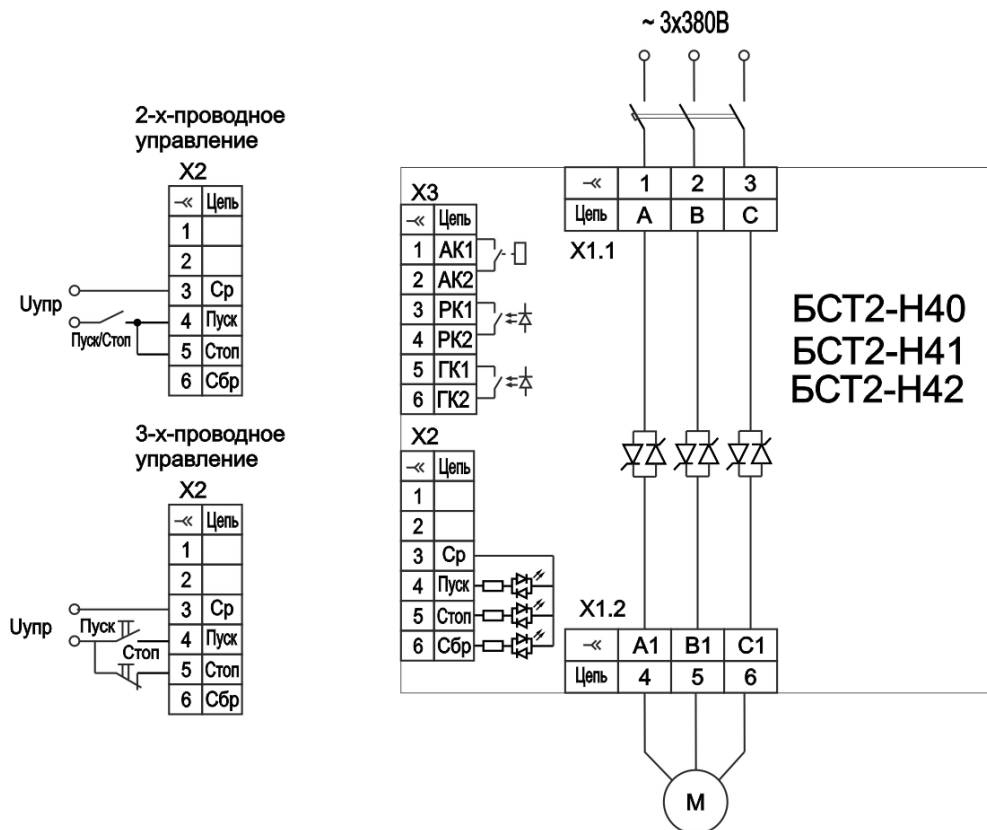 ~ 3х380В
2-х-проводное
управление
X2
Цепь
1
2
3 Ср
4 Пуск
5 Стоп
6 Сбр
Uупр
Пуск/Стоп
3-х-проводное
управление
X2
Цепь
1
2
3 Ср
4 Пуск
5 Стоп
6 Сбр
Uупр
Пуск
Стоп
X3
Цепь
1 АК1
2 АК2
3 РК1
4 РК2
5 ГК1
6 ГК2
X2
Цепь
1
2
3 Ср
4 Пуск
5 Стоп
6 Сбр
1 2 3
Цепь A B C
X1.1
БСТ2-Н40
БСТ2-Н41
БСТ2-Н42
X1.2
A1 B1 C1
Цепь 4 5 6
М